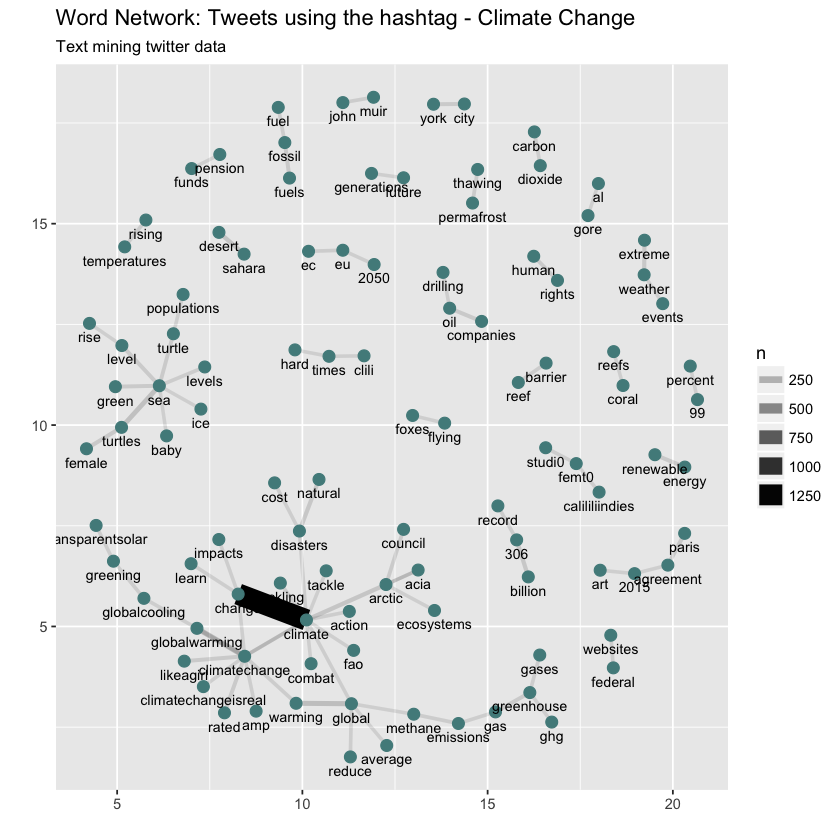 Word Network: Tweets using the hashtag - Climate Change
Text mining twitter data
fuel
john muir
york city
fossil
carbon
funds
pension
fuels
generations
future
thawing
dioxide
al
15
rising
permafrost
gore
temperatures
desert
sahara
ec
eu
2050
human
rights
extreme
weather
events
drilling
populations
oil
companies
rise
level
turtle
hard
times
clili
barrier
reef
reefs
coral
percent
99
levels
green
sea
ice
n
250
500
750
1000
1250
10
turtles
baby
female
foxes
flying
studi0
femt0
calililiindies
renewable
energy
cost
natural
disasters
record
306
billion
ansparentsolar
greening
impacts
learn
council
paris
agreement
art
2015
globalcooling
chang
kling
tackle
arctic
acia
ecosystems
5
globalwarming
climate
action
websites
federal
likeagirl
climatechange
combat
fao
climatechangeisreal
rated
amp
warming
global
methane
emissions
gas
greenhouse
gases
ghg
reduce
average
5
10
15
20